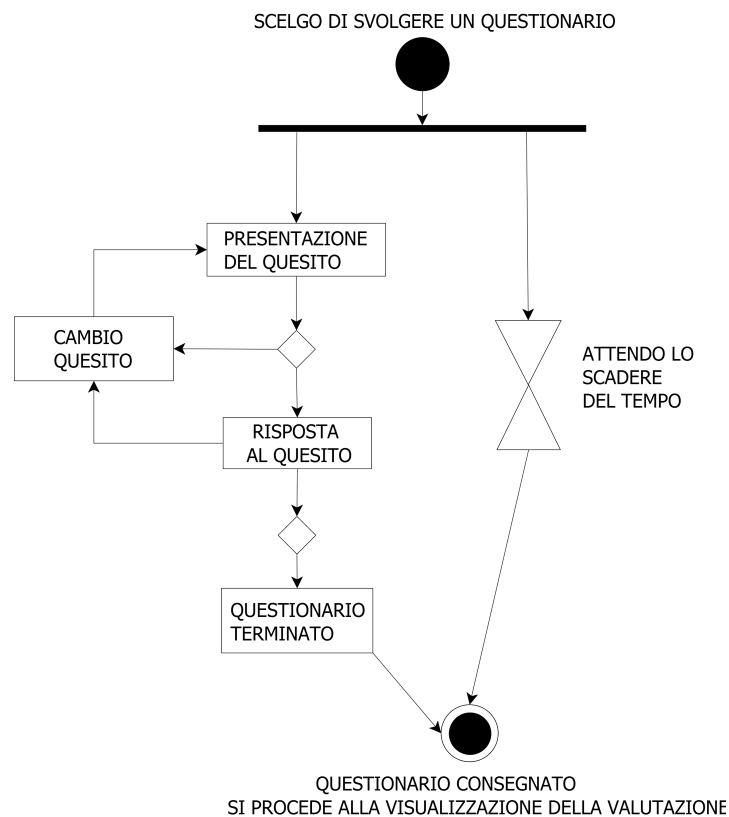 SCELGO DI SVOLGERE UN QUESTIONARIO
PRESENTAZIONE
DEL QUESITO
CAMBIO
QUESITO
ATTENDO LO
SCADERE
DEL TEMPO
RISPOSTA
AL QUESITO
QUESTIONARIO
TERMINATO
QUESTIONARIO CONSEGNATO
SI PROCEDE ALLA VISUALIZZAZIONE DELLA VALUTAZIONE